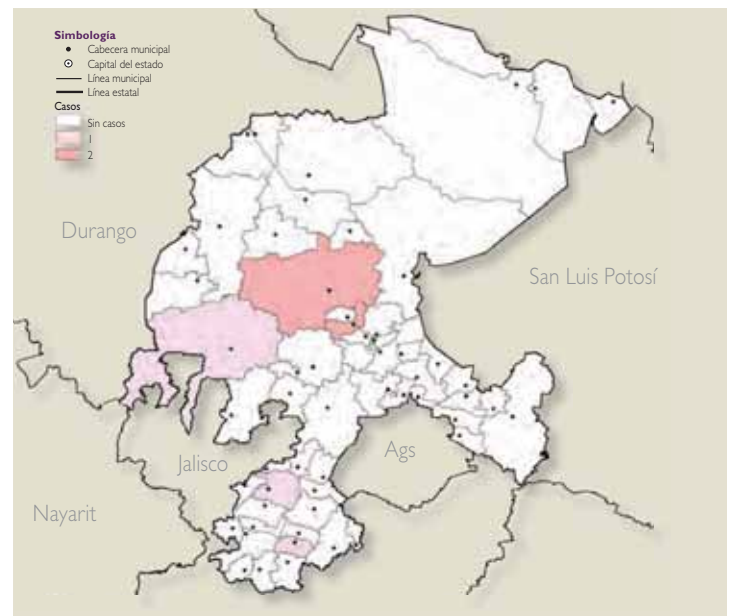 Simbología
Cabecera municipal
Capital del estado
Línea municipal
Línea estatal
Casos
Sin casos
1
2
Durango
San Luis Potosí
Jalisco
Ags
Nayarit